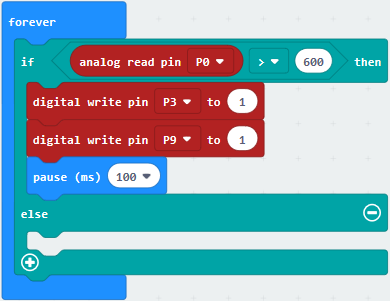 forever
if analog read pin P0 > 600 then
digital write pin P3 to 1
digital write pin P9 to 1
pause (ms) 100
else